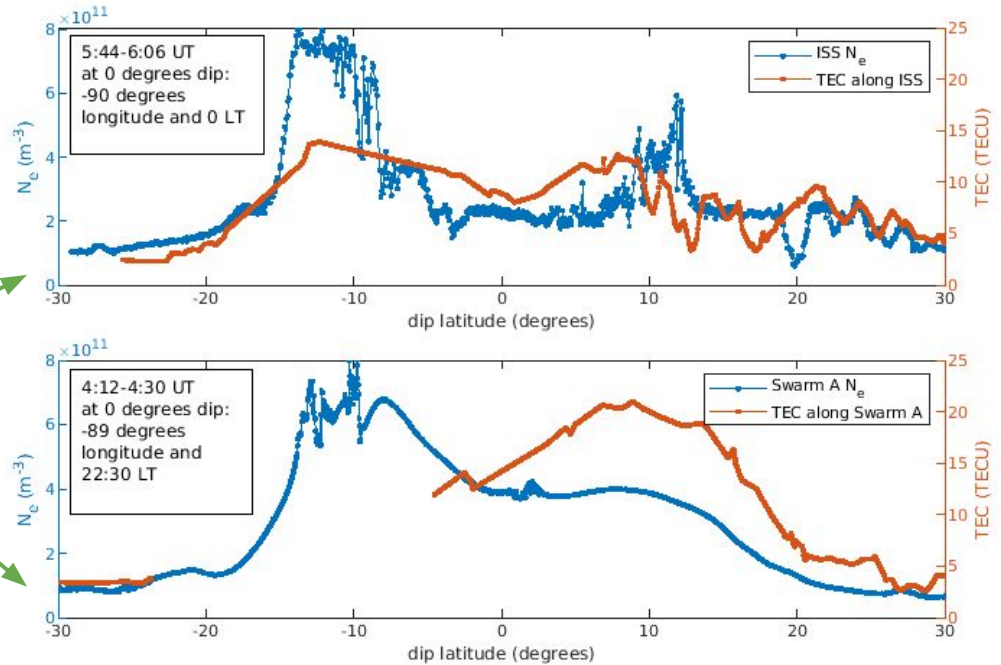 ×10¹¹
8
6
4
2
0
Nₑ (m⁻³)
5:44-6:06 UT
at 0 degrees dip:
-90 degrees
longitude and 0 LT
ISS Nₑ
TEC along ISS
25
20
15
10
5
0
TEC (TECU)
-30 -20 -10 0 10 20 30
dip latitude (degrees)
×10¹¹
8
6
4
2
0
Nₑ (m⁻³)
4:12-4:30 UT
at 0 degrees dip:
-89 degrees
longitude and
22:30 LT
Swarm A Nₑ
TEC along Swarm A
25
20
15
10
5
0
TEC (TECU)
-30 -20 -10 0 10 20 30
dip latitude (degrees)